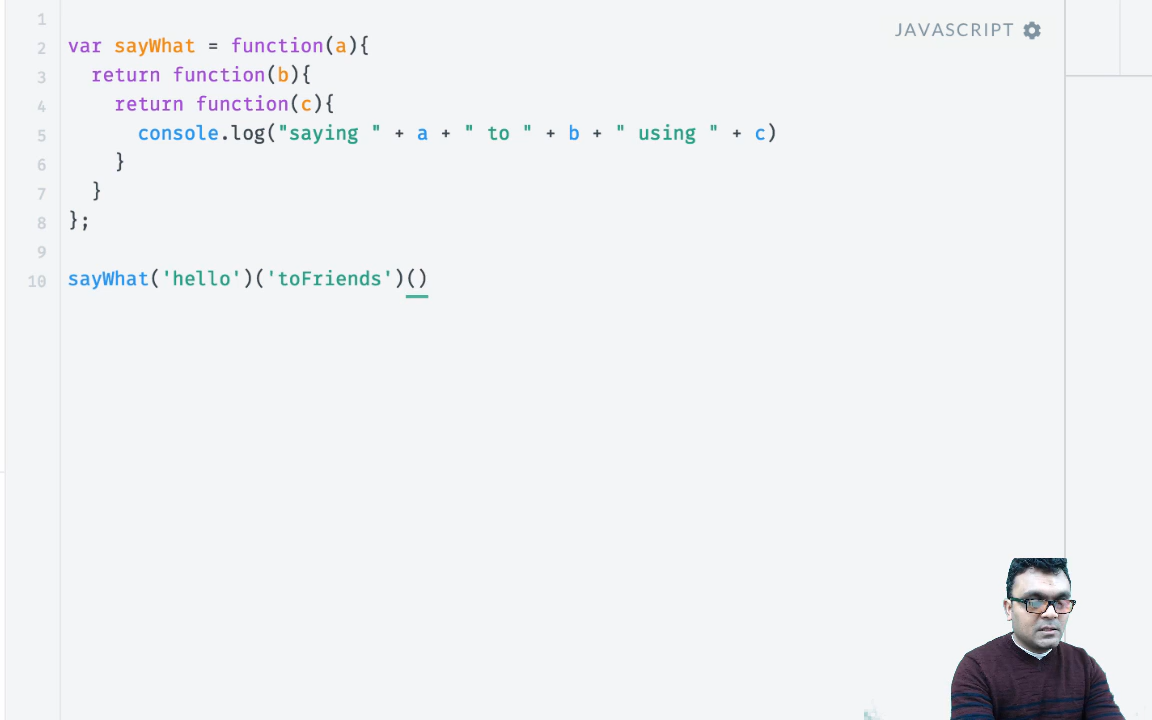 JAVASCRIPT
1
2 var sayWhat = function(a){
3 return function(b){
4 return function(c){
5 console.log("saying " + a + " to " + b + " using " + c)
6 }
7 }
8 };
9
10 sayWhat('hello')('toFriends')()